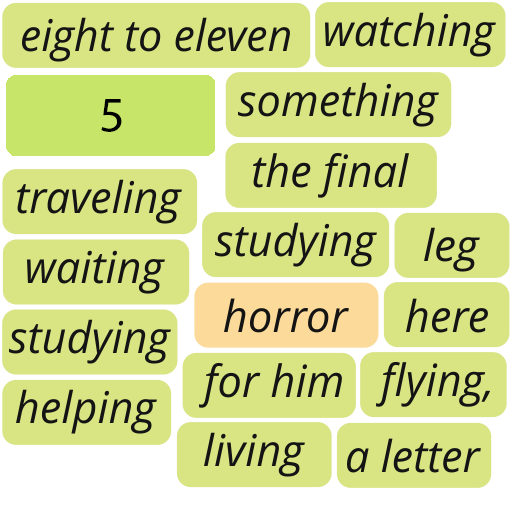 eight to eleven watching
5 something
the final
traveling
studying leg
waiting
horror here
studying
for him flying,
helping
living a letter